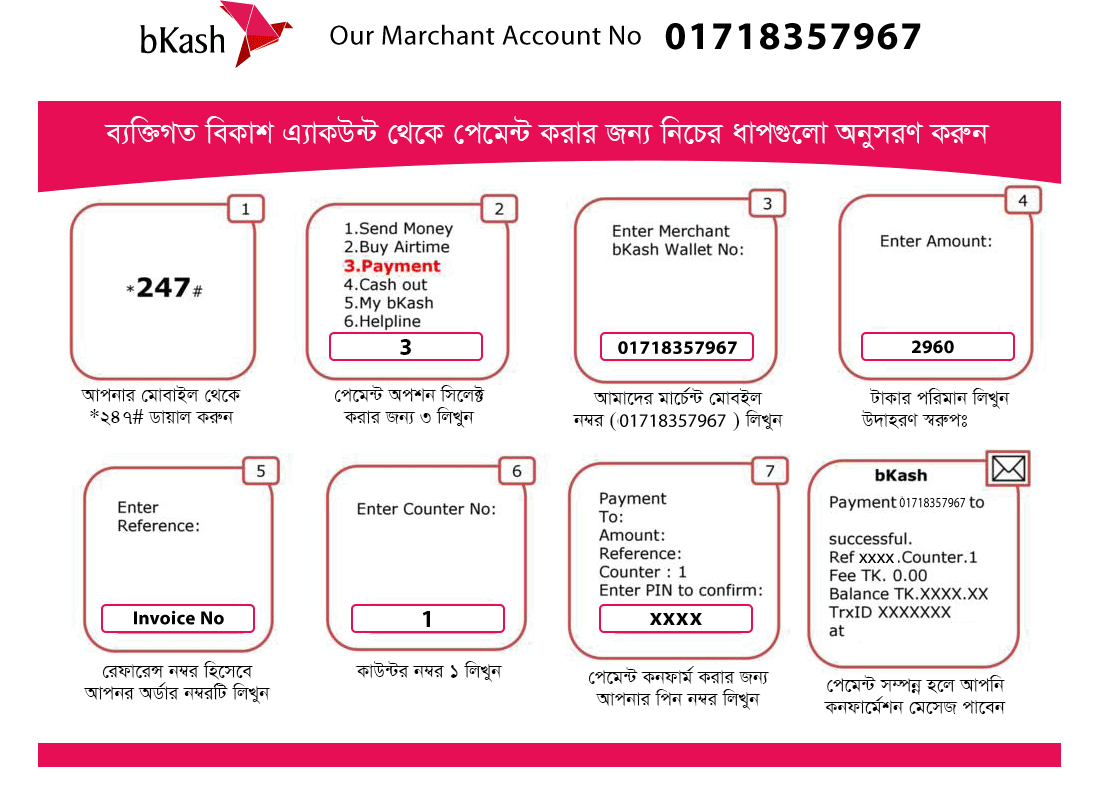 bKash
Our Marchant Account No 01718357967
ব্যক্তিগত বিকাশ এ্যাকউন্ট থেকে পেমেন্ট করার জন্য নিচের ধাপগুলো অনুসরণ করুন
1
*247#
আপনার মোবাইল থেকে
*২৪৭# ডায়াল করুন
2
1.Send Money
2.Buy Airtime
3.Payment
4.Cash out
5.My bKash
6.Helpline
3
পেমেন্ট অপশন সিলেক্ট
করার জন্য ৩ লিখুন
3
Enter Merchant
bKash Wallet No:
01718357967
আমাদের মার্চেন্ট মোবইল
নম্বর (01718357967 ) লিখুন
4
Enter Amount:
2960
টাকার পরিমান লিখুন
উদাহরণ স্বরুপঃ
5
Enter
Reference:
Invoice No
রেফারেন্স নম্বর হিসেবে
আপনর অর্ডার নম্বরটি লিখুন
6
Enter Counter No:
1
কাউন্টর নম্বর ১ লিখুন
7
Payment
To:
Amount:
Reference:
Counter : 1
Enter PIN to confirm:
xxxx
পেমেন্ট কনফার্ম করার জন্য
আপনার পিন নম্বর লিখুন
bKash
Payment 01718357967 to
successful.
Ref xxxx .Counter.1
Fee TK. 0.00
Balance TK.XXXX.XX
TrxID XXXXXXX
at
পেমেন্ট সম্পন্ন হলে আপনি
কনফার্মেশন মেসেজ পাবেন